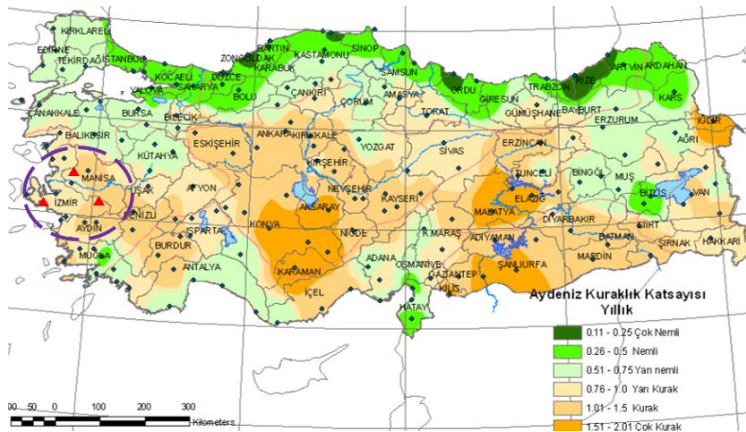 KIRKLARELİ
EDİRNE
TEKİRDAĞ
İSTANBUL
KOCAELİ
YALOVA
SAKARYA
DÜZCE
BOLU
ZONGULDAK
BARTIN
KARABÜK
KASTAMONU
SİNOP
SAMSUN
ORDU
GİRESUN
TRABZON
RİZE
ARTVİN
ARDAHAN
KARS
IĞDIR
ÇANKIRI
ÇORUM
AMASYA
TOKAT
GÜMÜŞHANE
BAYBURT
ERZURUM
AĞRI
ÇANAKKALE
BALIKESİR
BURSA
BİLECİK
ESKİŞEHİR
ANKARA
KIRIKKALE
YOZGAT
SİVAS
ERZİNCAN
KÜTAHYA
KIRŞEHİR
TUNCELİ
BİNGÖL
MUŞ
MANİSA
UŞAK
AFYON
NEVŞEHİR
KAYSERİ
ELAZIĞ
BİTLİS
VAN
İZMİR
AKSARAY
MALATYA
DİYARBAKIR
SİİRT
AYDIN
DENİZLİ
ISPARTA
KONYA
NİĞDE
K.MARAŞ
ADIYAMAN
BATMAN
ŞIRNAK
HAKKARİ
BURDUR
MUĞLA
ANTALYA
KARAMAN
ADANA
OSMANİYE
GAZİANTEP
ŞANLIURFA
MARDİN
İÇEL
KİLİS
HATAY
Aydeniz Kuraklık Katsayısı
Yıllık
0.11 - 0.25 Çok Nemli
0.26 - 0.5 Nemli
0.51 - 0.75 Yarı nemli
0.76 - 1.0 Yarı Kurak
1.01 - 1.5 Kurak
1.51 - 2.01 Çok Kurak
00 50 0 100 200 300
Kilometers